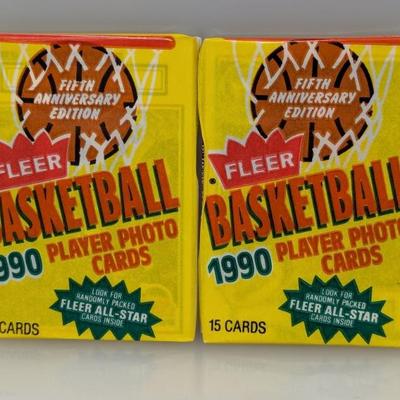 FIFTH
ANNIVERSARY
EDITION
FLEER
BASKETBALL
1990 PLAYER PHOTO
CARDS
LOOK FOR
RANDOMLY PACKED
FLEER ALL-STAR
CARDS INSIDE
CARDS
FIFTH
ANNIVERSARY
EDITION
FLEER
BASKETBALL
1990 PLAYER PHOTO
CARDS
LOOK FOR
RANDOMLY PACKED
FLEER ALL-STAR
CARDS INSIDE
15 CARDS